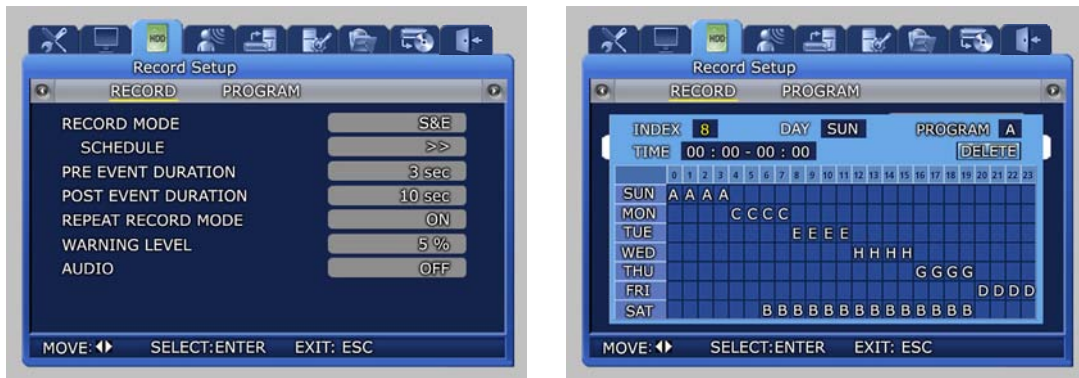 HDD
Record Setup
RECORD PROGRAM
RECORD MODE S&E
SCHEDULE >>
PRE EVENT DURATION 3 sec
POST EVENT DURATION 10 sec
REPEAT RECORD MODE ON
WARNING LEVEL 5 %
AUDIO OFF
MOVE: SELECT:ENTER EXIT: ESC
HDD
Record Setup
RECORD PROGRAM
INDEX 8 DAY SUN PROGRAM A
TIME 00 : 00 - 00 : 00 DELETE
0 1 2 3 4 5 6 7 8 9 10 11 12 13 14 15 16 17 18 19 20 21 22 23
SUN A A A A
MON C C C C
TUE E E E E
WED H H H H
THU G G G G
FRI D D D D
SAT B B B B B B B B B B B B B B
MOVE: SELECT:ENTER EXIT: ESC